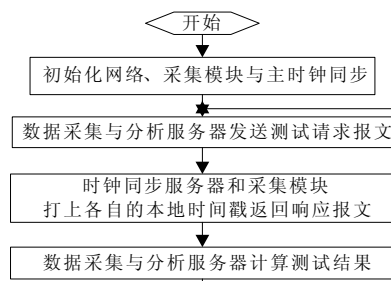 开始
初始化网络、采集模块与主时钟同步
数据采集与分析服务器发送测试请求报文
时钟同步服务器和采集模块
打上各自的本地时间戳返回响应报文
数据采集与分析服务器计算测试结果